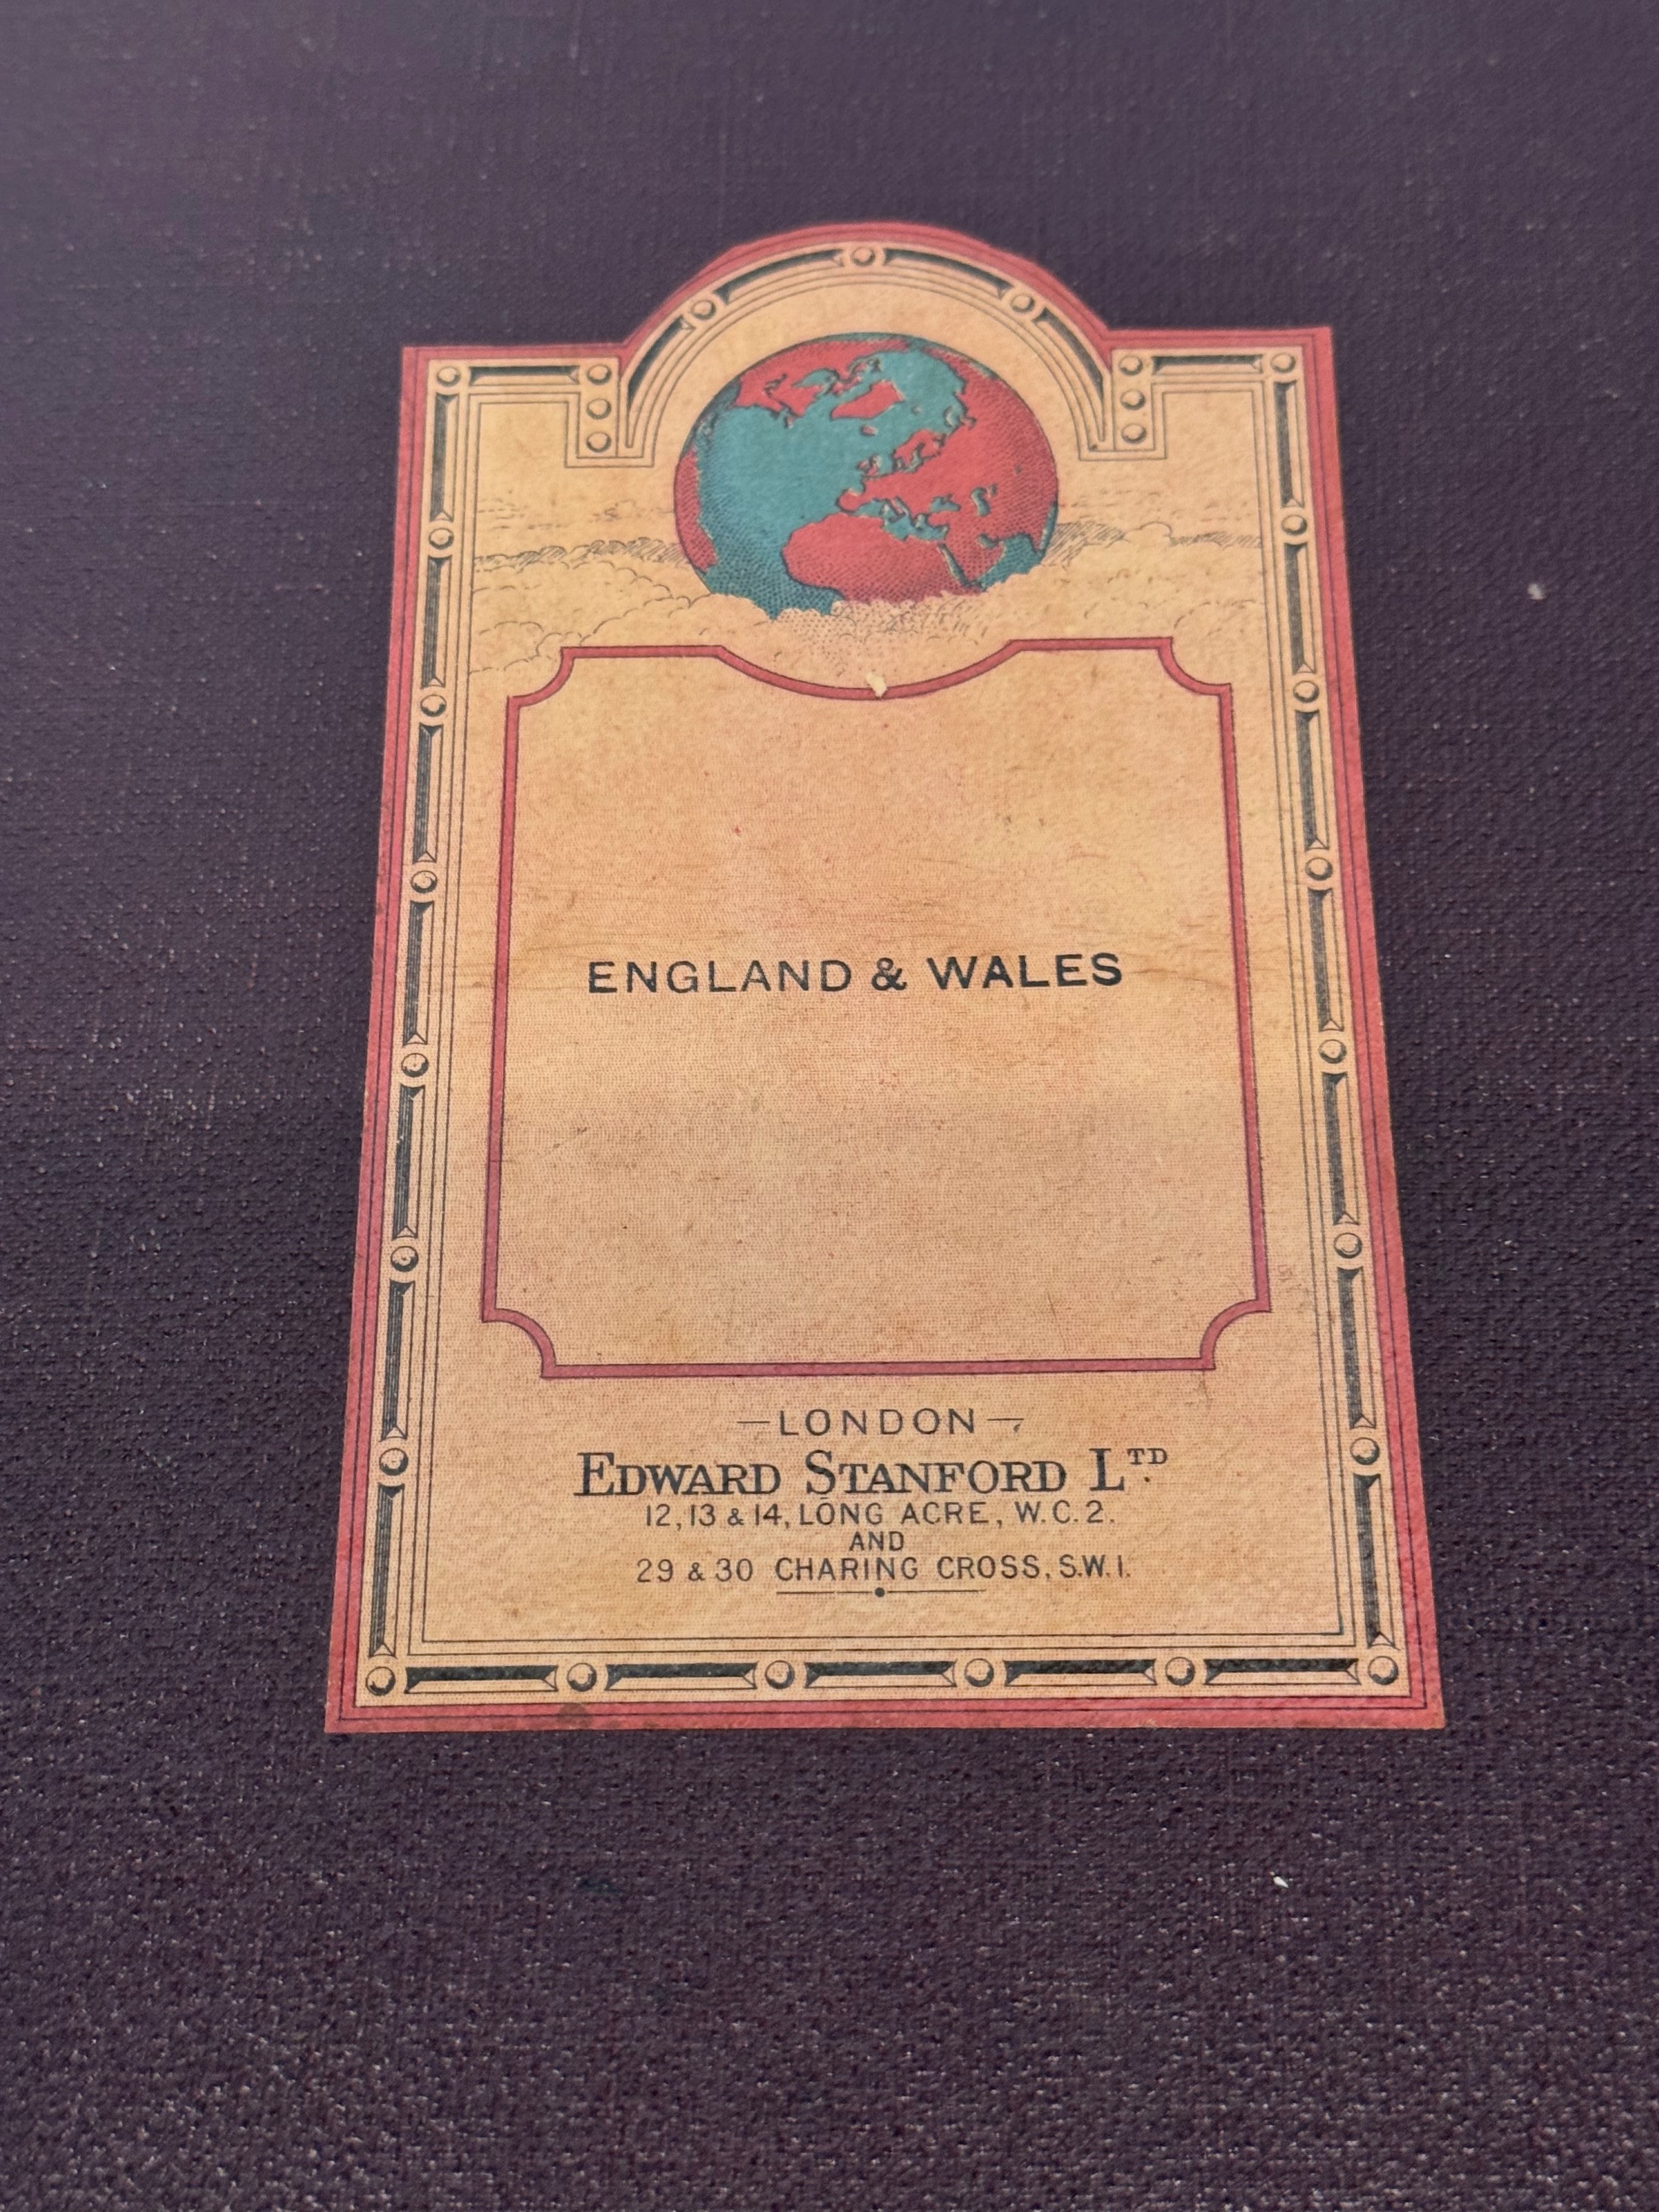 ENGLAND & WALES
—LONDON—
EDWARD STANFORD LTD
12, 13 & 14, LONG ACRE, W.C.2.
AND
29 & 30 CHARING CROSS, S.W.1.